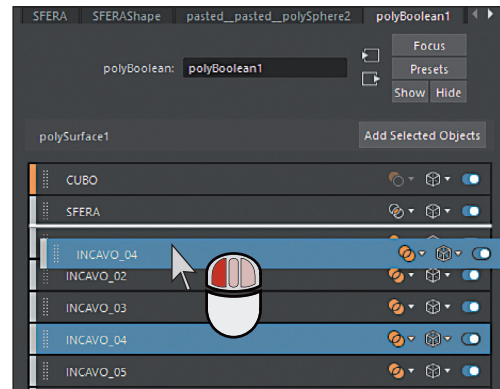 SFERA SFERAShape pasted__pasted__polySphere2 polyBoolean1
Focus
polyBoolean: polyBoolean1
Presets
Show Hide
polySurface1 Add Selected Objects
CUBO
SFERA
INCAVO_04
INCAVO_02
INCAVO_03
INCAVO_04
INCAVO_05